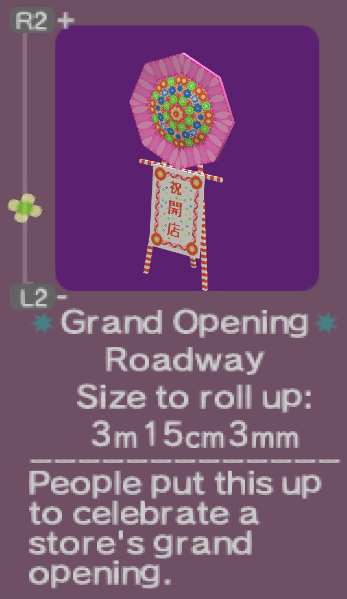 R2 +
祝
開
店
L2 -
Grand Opening
Roadway
Size to roll up:
3m15cm3mm
People put this up
to celebrate a
store's grand
opening.